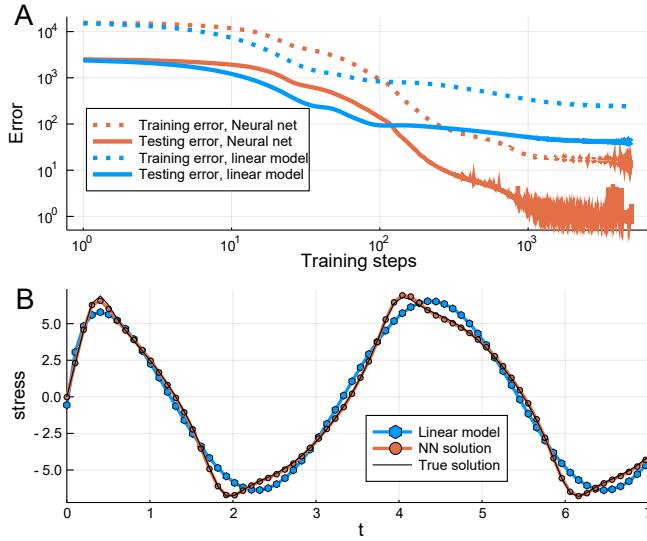 A
10⁴
10³
10²
10¹
10⁰
Error
Training error, Neural net
Testing error, Neural net
Training error, linear model
Testing error, linear model
10⁰ 10¹ 10² 10³
Training steps
B
5.0
2.5
0.0
-2.5
-5.0
stress
Linear model
NN solution
True solution
0 1 2 3 4 5 6 7
t